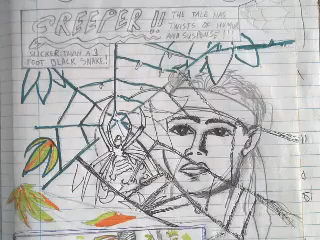 CREEPER!!
THE TALE HAS
TWISTS OF HUMOR
AND SUSPENSE!!
SLICKER THAN A 3
FOOT BLACK SNAKE!